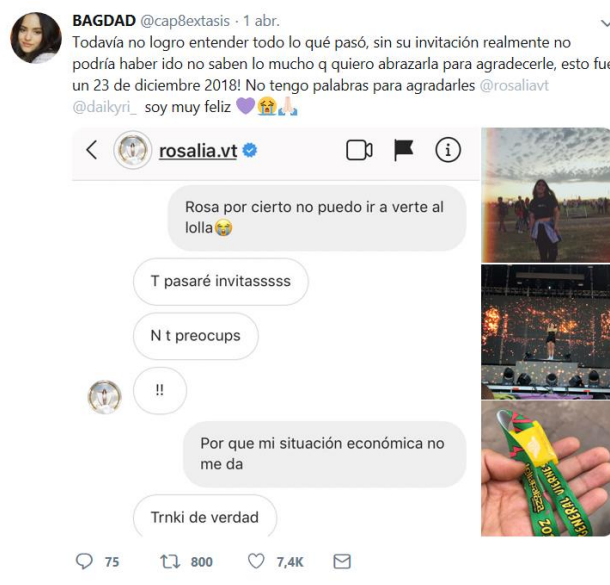 BAGDAD @cap8extasis · 1 abr.
Todavía no logro entender todo lo qué pasó, sin su invitación realmente no
podría haber ido no saben lo mucho q quiero abrazarla para agradecerle, esto fue
un 23 de diciembre 2018! No tengo palabras para agradarles @rosaliavt
@daikyri_ soy muy feliz 💜😭🙏🏻
rosalia.vt
Rosa por cierto no puedo ir a verte al
lolla😭
T pasaré invitasssss
N t preocups
!!
Por que mi situación económica no
me da
Trnki de verdad
GENERAL VIERNE
75
800
7,4K